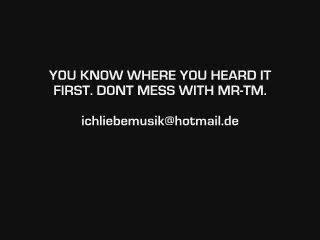 YOU KNOW WHERE YOU HEARD IT
FIRST. DONT MESS WITH MR-TM.
ichliebemusik@hotmail.de